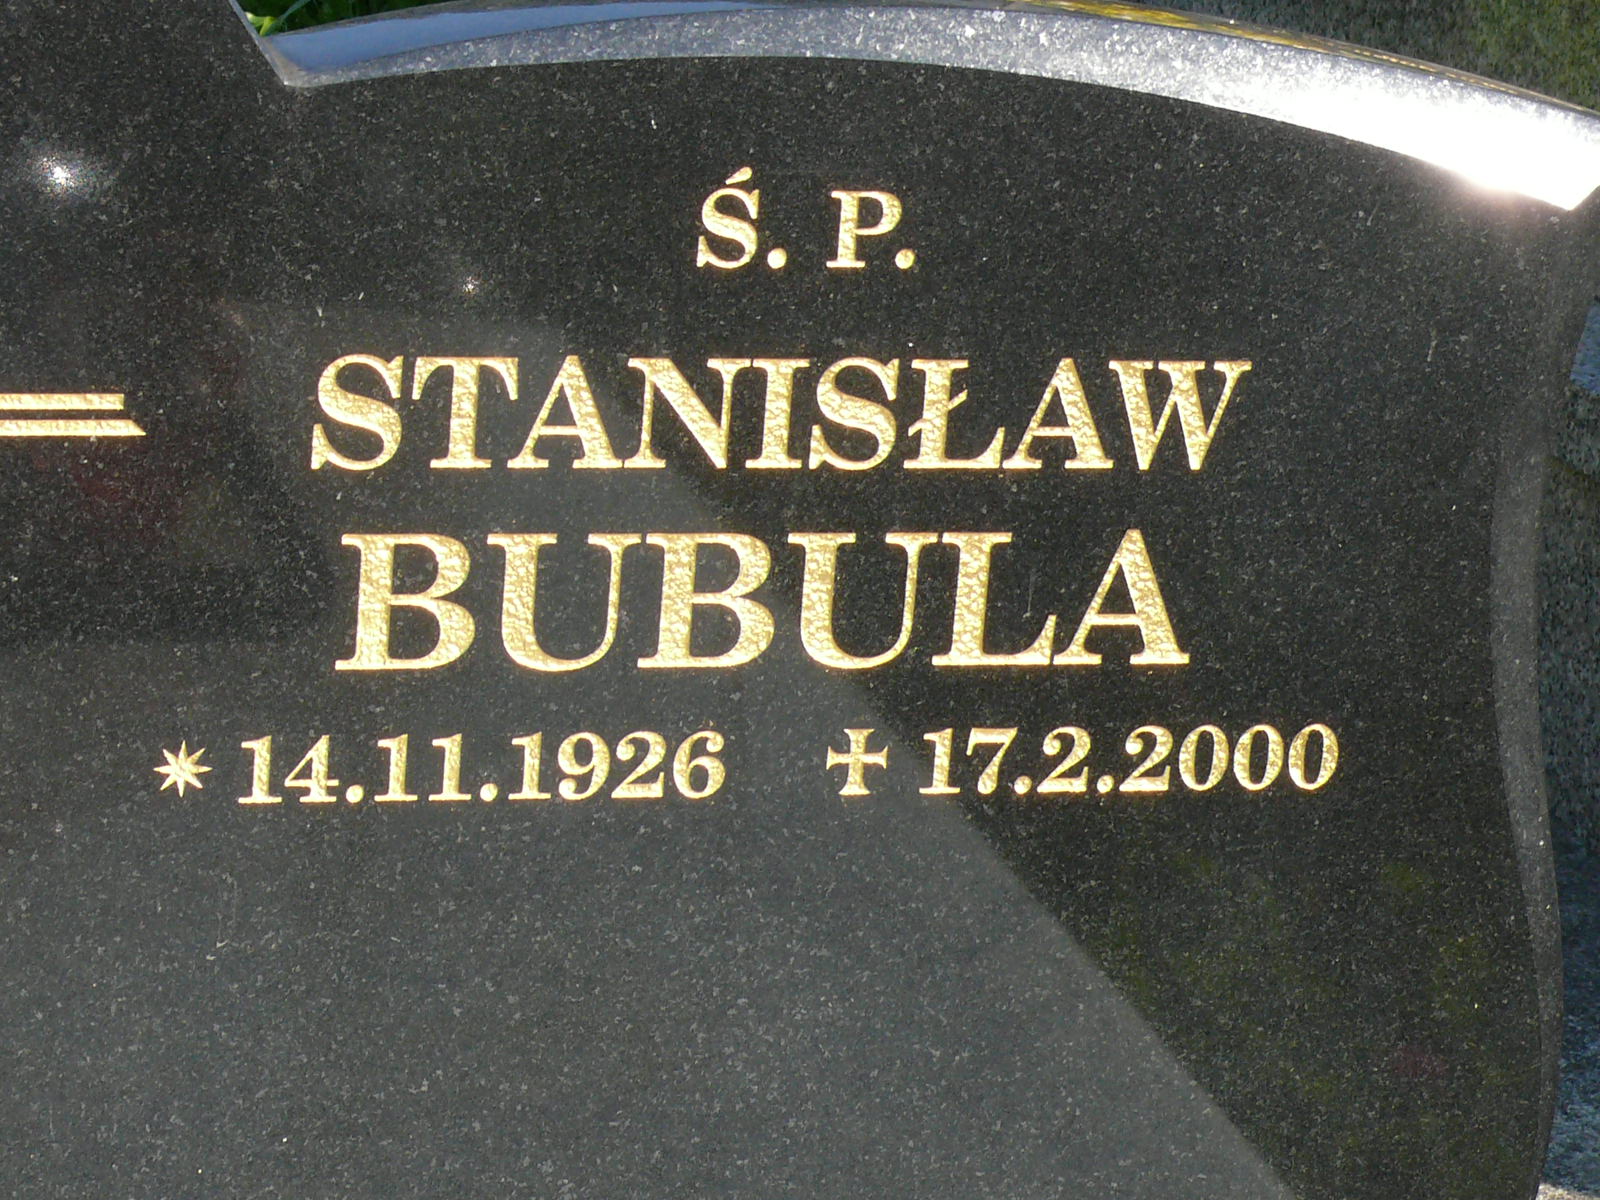 Ś. P.
STANISŁAW
BUBULA
* 14.11.1926 ✝ 17.2.2000